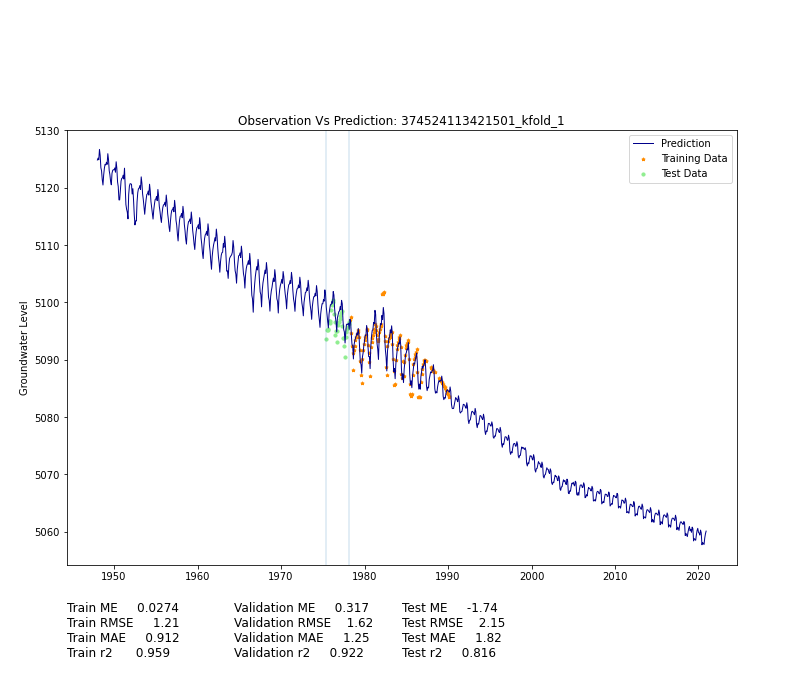 Observation Vs Prediction: 374524113421501_kfold_1
Prediction
Training Data
Test Data
Groundwater Level
5130
5120
5110
5100
5090
5080
5070
5060
1950 1960 1970 1980 1990 2000 2010 2020
Train ME 0.0274 Validation ME 0.317 Test ME -1.74
Train RMSE 1.21 Validation RMSE 1.62 Test RMSE 2.15
Train MAE 0.912 Validation MAE 1.25 Test MAE 1.82
Train r2 0.959 Validation r2 0.922 Test r2 0.816